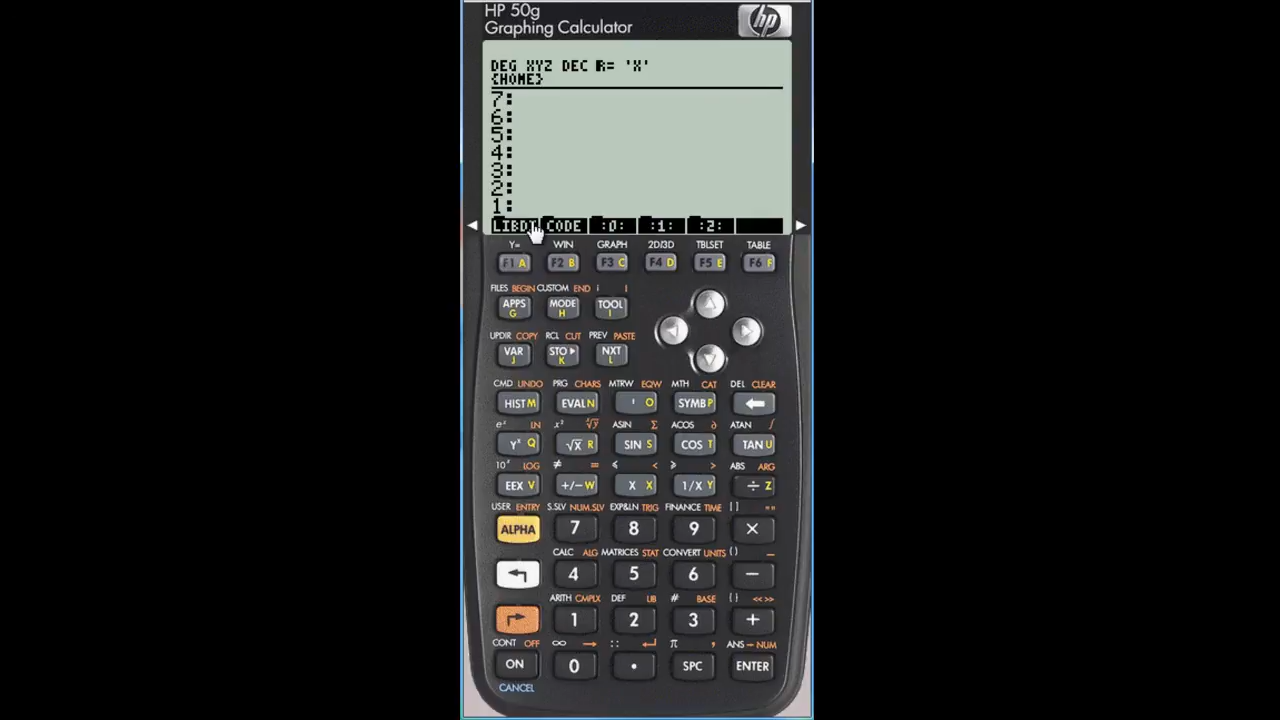 HP 50g
Graphing Calculator
hp
DEG XYZ DEC R= 'X'
{HOME}
7:
6:
5:
4:
3:
2:
1:
CODE :0: :1: :2:
Y= WIN GRAPH 2D/3D TBLSET TABLE
F1 A F2 B F3 C F4 D F5 E F6 F
FILES BEGIN CUSTOM END i |
APPS G MODE H TOOL I
UPDIR COPY RCL CUT PREV PASTE
VAR J STO▶ K NXT L
CMD UNDO PRG CHARS MTRW EQW MTH CAT DEL CLEAR
HIST M EVAL N ' O SYMB P
eˣ LN x² ˣ√y ASIN Σ ACOS ∂ ATAN ∫
Yˣ Q √X R SIN S COS T TAN U
10ˣ LOG ≠ = ≤ < ≥ > ABS ARG
EEX V +/− W X X 1/X Y ÷ Z
USER ENTRY S.SLV NUM.SLV EXP&LN TRIG FINANCE TIME [ ] " "
ALPHA 7 8 9 ×
CALC ALG MATRICES STAT CONVERT UNITS ( ) _
4 5 6 −
ARITH CMPLX DEF LIB # BASE { } « »
1 2 3 +
CONT OFF ∞ → : : ↵ π , ANS →NUM
ON 0 . SPC ENTER
CANCEL